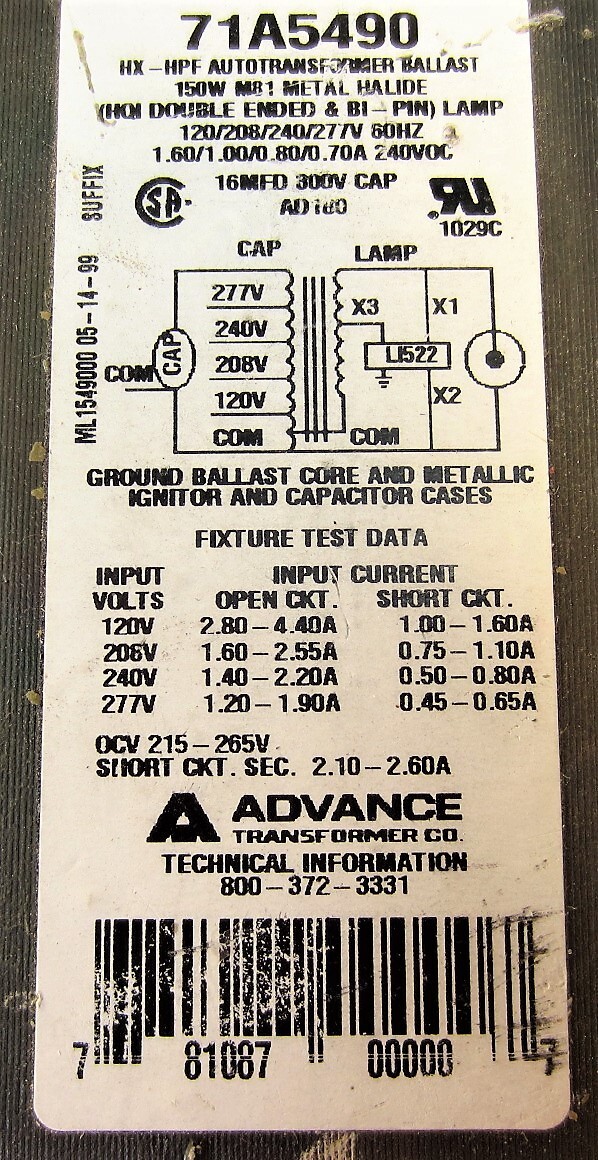 71A5490
HX-HPF AUTOTRANSFORMER BALLAST
150W M81 METAL HALIDE
(HQI DOUBLE ENDED & BI-PIN) LAMP
120/208/240/277V 60HZ
1.60/1.00/0.80/0.70A 240VOC
16MFD 300V CAP
SA
1029C
SUFFIX
ML1549000 05-14-99
CAP
LAMP
277V
X3
X1
240V
CAP
LI522
208V
COM
X2
120V
COM
COM
GROUND BALLAST CORE AND METALLIC
IGNITOR AND CAPACITOR CASES
FIXTURE TEST DATA
INPUT INPUT CURRENT
VOLTS OPEN CKT. SHORT CKT.
120V 2.80-4.40A 1.00-1.60A
208V 1.60-2.55A 0.75-1.10A
240V 1.40-2.20A 0.50-0.80A
277V 1.20-1.90A 0.45-0.65A
OCV 215-265V
SHORT CKT. SEC. 2.10-2.60A
ADVANCE
TRANSFORMER CO.
TECHNICAL INFORMATION
800-372-3331
7 81087 00000 7